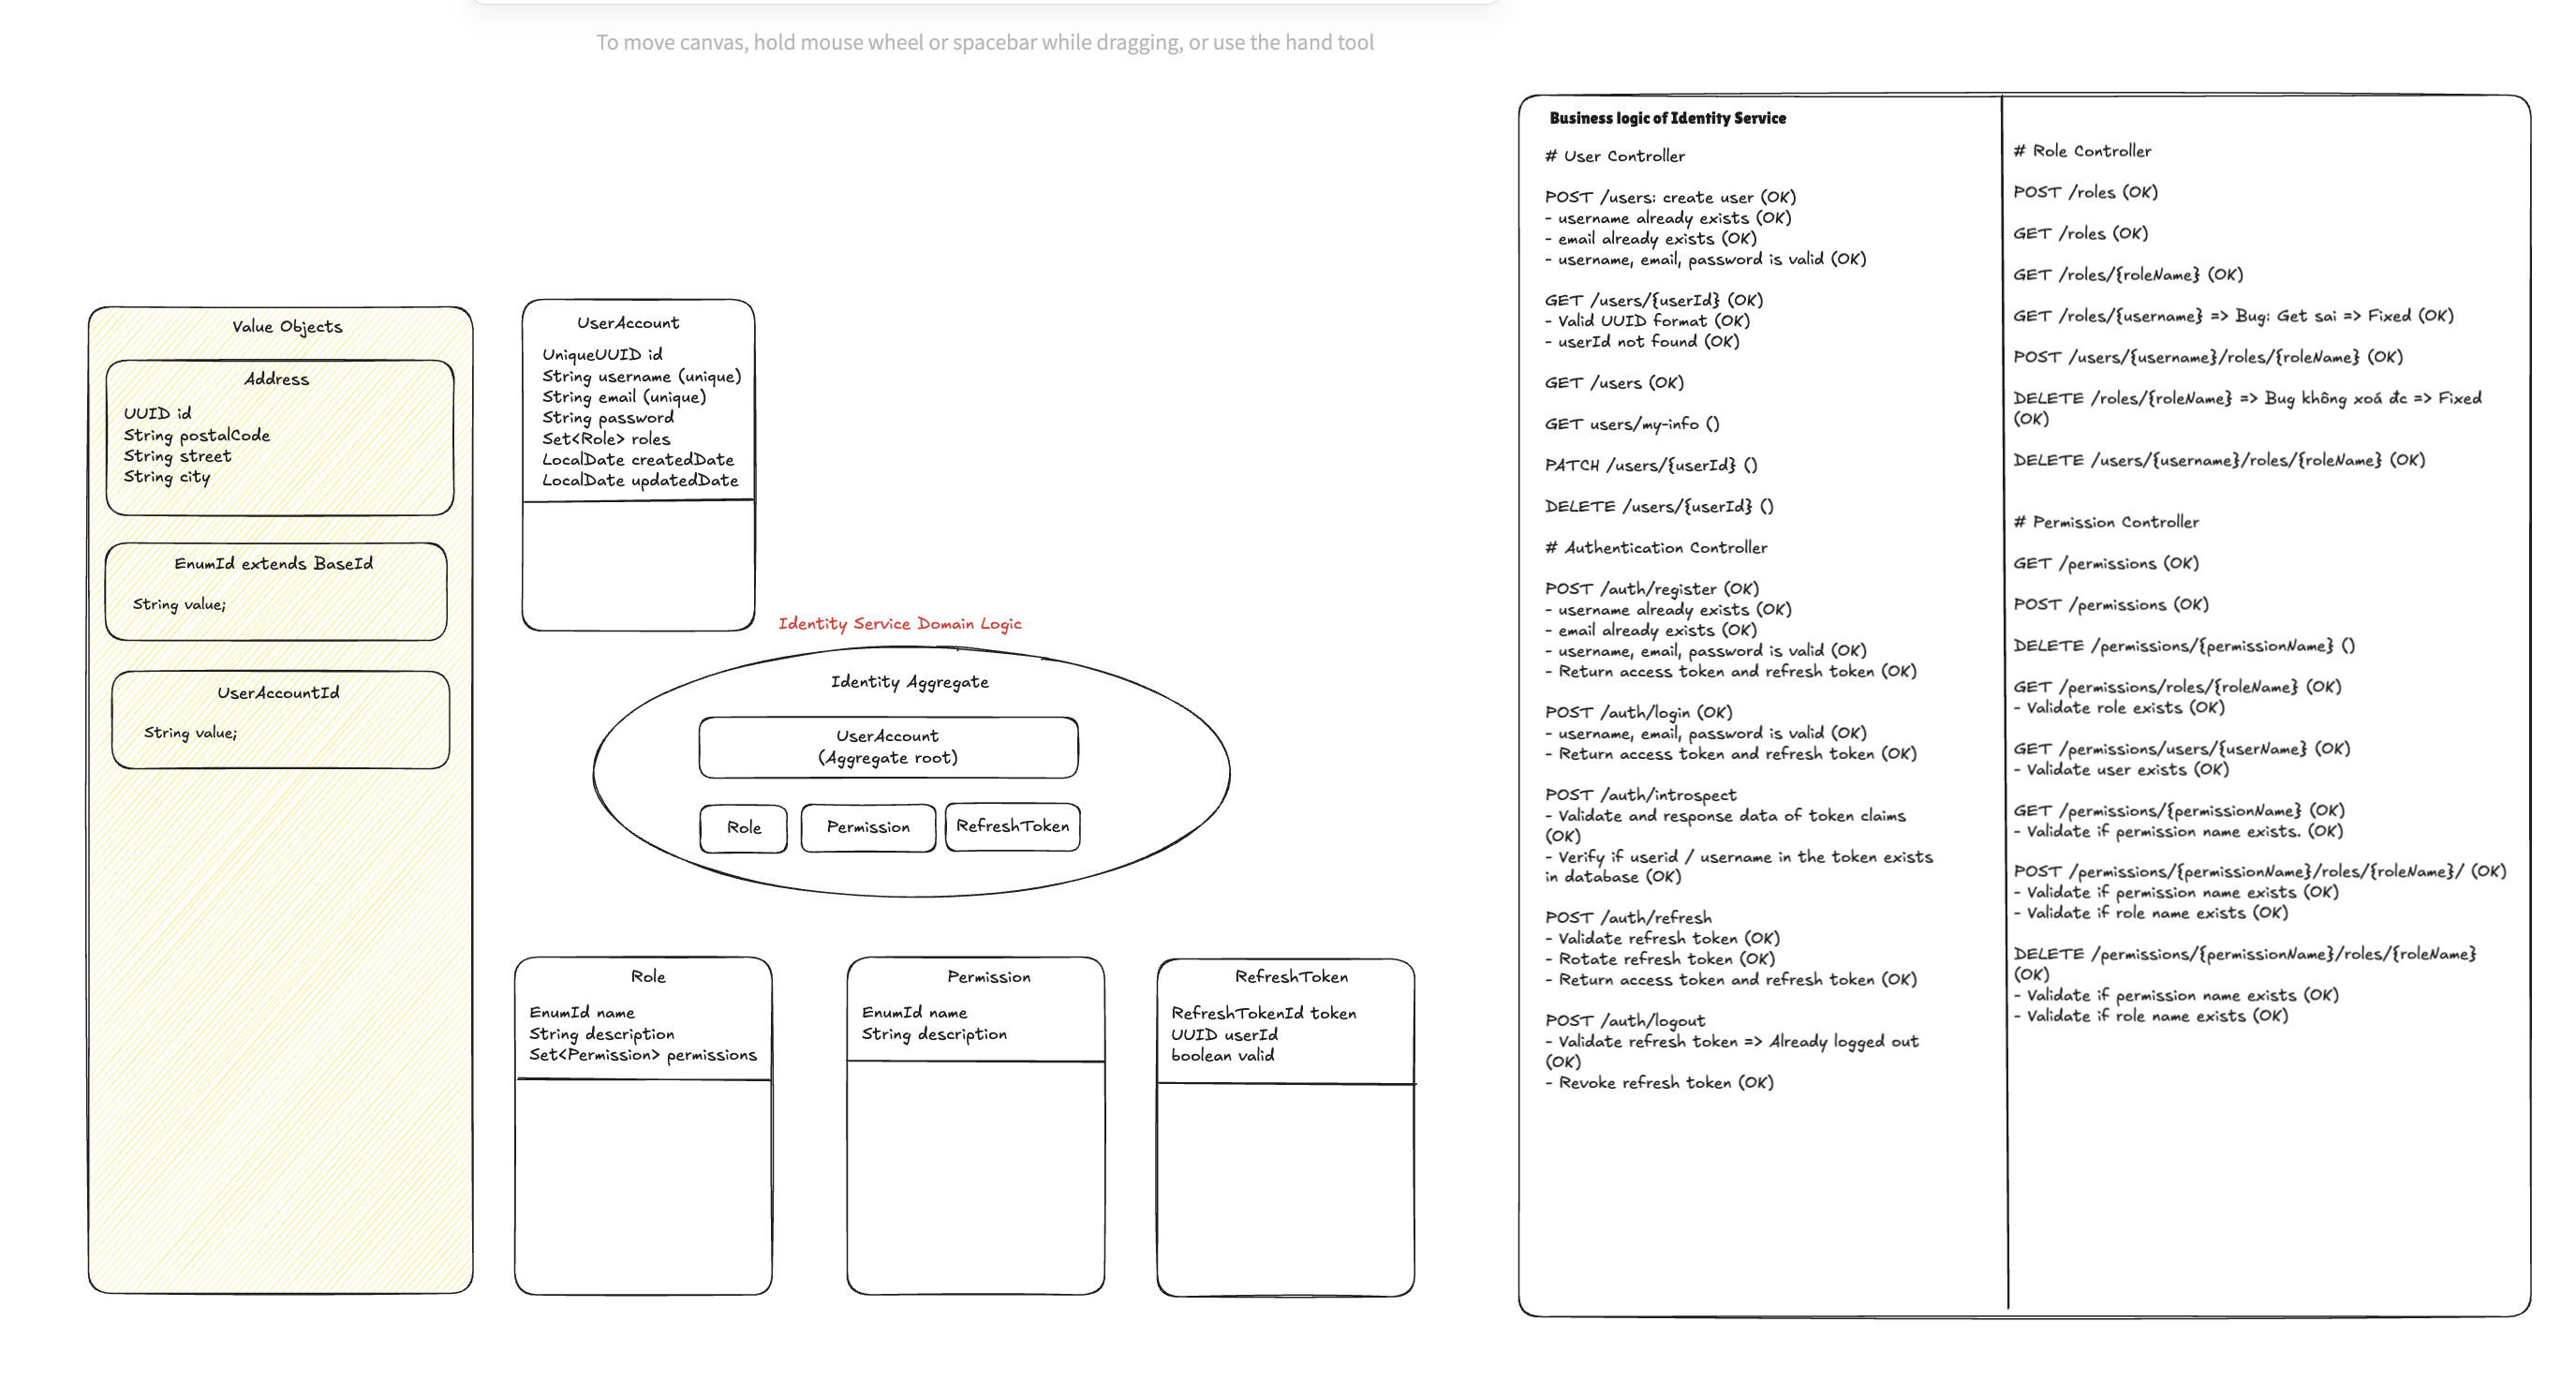 To move canvas, hold mouse wheel or spacebar while dragging, or use the hand tool
Value Objects
Address
UUID id
String postalCode
String street
String city
EnumId extends BaseId
String value;
UserAccountId
String value;
UserAccount
UniqueUUID id
String username (unique)
String email (unique)
String password
Set<Role> roles
LocalDate createdDate
LocalDate updatedDate
Identity Service Domain Logic
Identity Aggregate
UserAccount
(Aggregate root)
Role
Permission
RefreshToken
Role
EnumId name
String description
Set<Permission> permissions
Permission
EnumId name
String description
RefreshToken
RefreshTokenId token
UUID userId
boolean valid
Business logic of Identity Service
# User Controller
POST /users: create user (OK)
- username already exists (OK)
- email already exists (OK)
- username, email, password is valid (OK)
GET /users/{userId} (OK)
- Valid UUID format (OK)
- userId not found (OK)
GET /users (OK)
GET users/my-info ()
PATCH /users/{userId} ()
DELETE /users/{userId} ()
# Authentication Controller
POST /auth/register (OK)
- username already exists (OK)
- email already exists (OK)
- username, email, password is valid (OK)
- Return access token and refresh token (OK)
POST /auth/login (OK)
- username, email, password is valid (OK)
- Return access token and refresh token (OK)
POST /auth/introspect
- Validate and response data of token claims
(OK)
- Verify if userid / username in the token exists
in database (OK)
POST /auth/refresh
- Validate refresh token (OK)
- Rotate refresh token (OK)
- Return access token and refresh token (OK)
POST /auth/logout
- Validate refresh token => Already logged out
(OK)
- Revoke refresh token (OK)
# Role Controller
POST /roles (OK)
GET /roles (OK)
GET /roles/{roleName} (OK)
GET /roles/{username} => Bug: Get sai => Fixed (OK)
POST /users/{username}/roles/{roleName} (OK)
DELETE /roles/{roleName} => Bug không xoá đc => Fixed
(OK)
DELETE /users/{username}/roles/{roleName} (OK)
# Permission Controller
GET /permissions (OK)
POST /permissions (OK)
DELETE /permissions/{permissionName} ()
GET /permissions/roles/{roleName} (OK)
- Validate role exists (OK)
GET /permissions/users/{userName} (OK)
- Validate user exists (OK)
GET /permissions/{permissionName} (OK)
- Validate if permission name exists. (OK)
POST /permissions/{permissionName}/roles/{roleName}/ (OK)
- Validate if permission name exists (OK)
- Validate if role name exists (OK)
DELETE /permissions/{permissionName}/roles/{roleName}
(OK)
- Validate if permission name exists (OK)
- Validate if role name exists (OK)